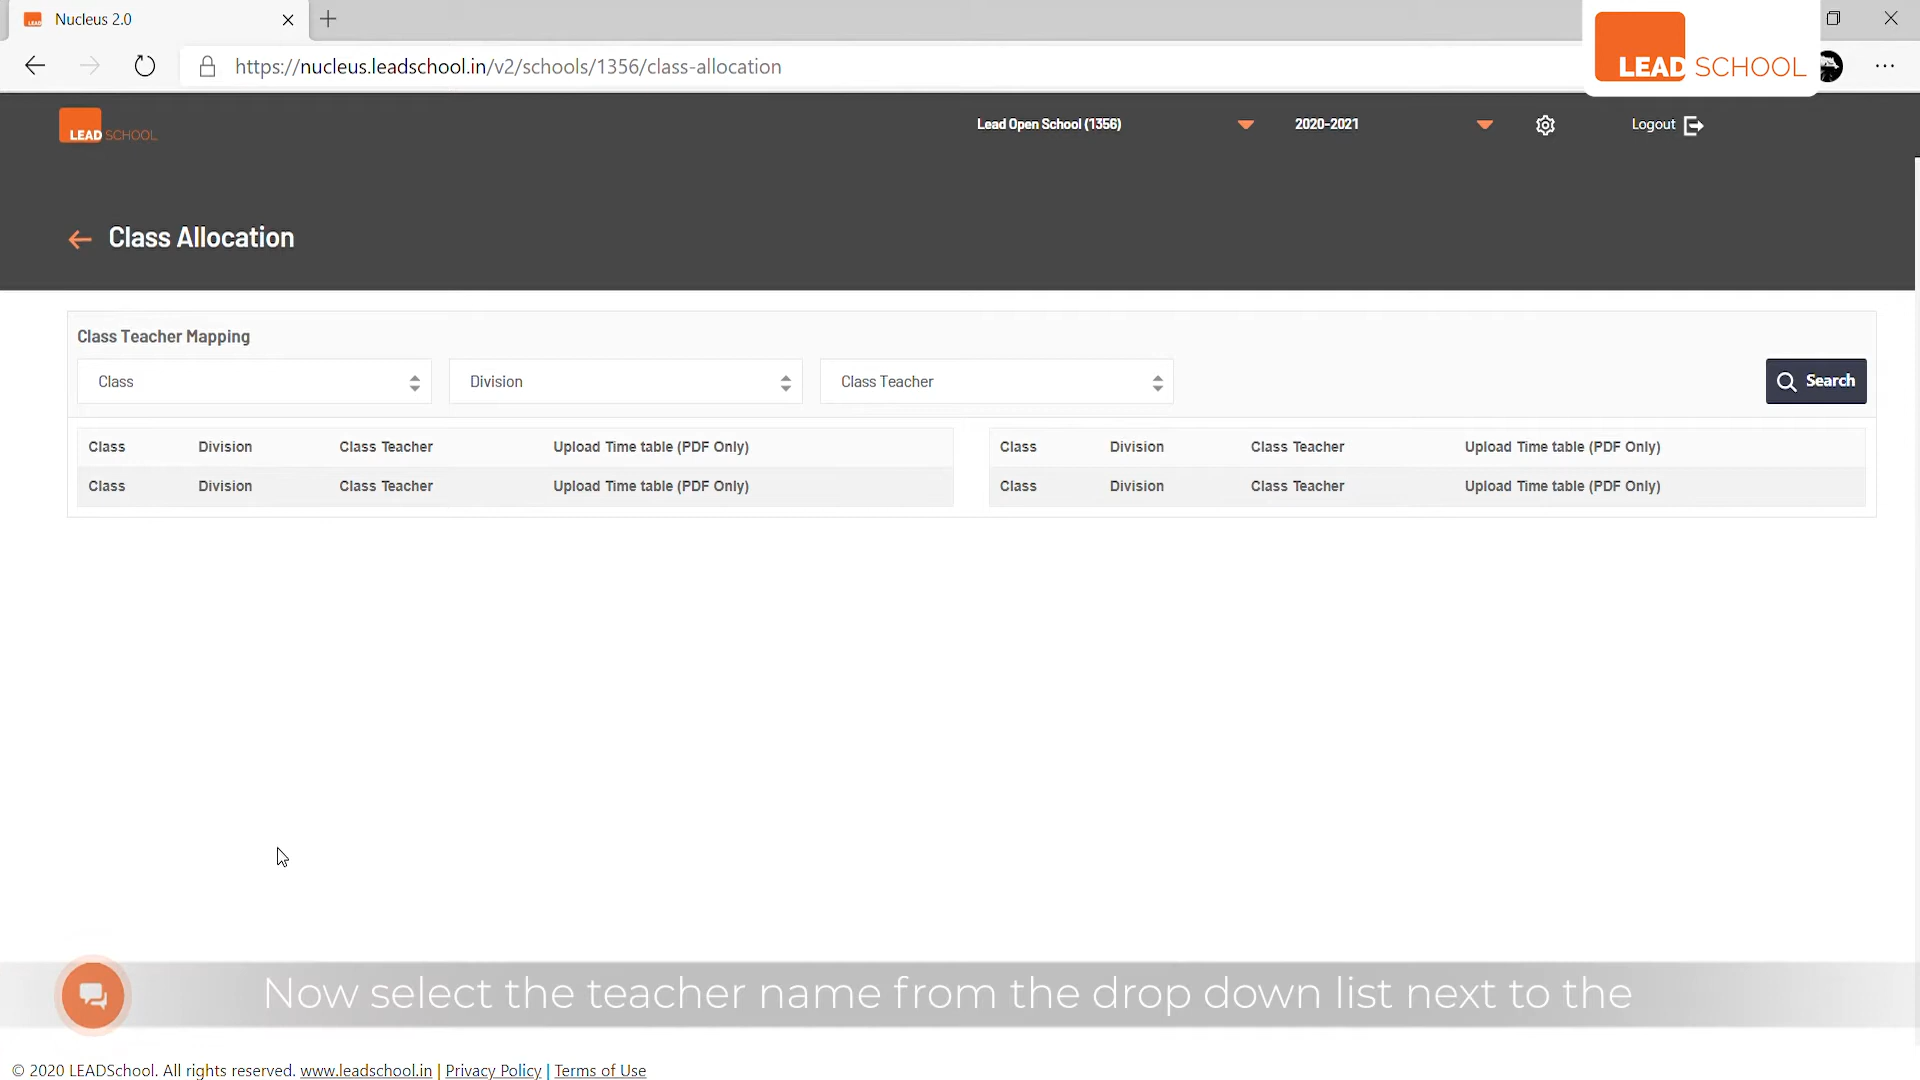 Nucleus 2.0
https://nucleus.leadschool.in/v2/schools/1356/class-allocation
LEAD SCHOOL
LEAD SCHOOL
Lead Open School (1356)
2020-2021
Logout
Class Allocation
Class Teacher Mapping
Class
Division
Class Teacher
Search
Class Division Class Teacher Upload Time table (PDF Only) Class Division Class Teacher Upload Time table (PDF Only)
Class Division Class Teacher Upload Time table (PDF Only) Class Division Class Teacher Upload Time table (PDF Only)
Now select the teacher name from the drop down list next to the
© 2020 LEADSchool. All rights reserved. www.leadschool.in | Privacy Policy | Terms of Use